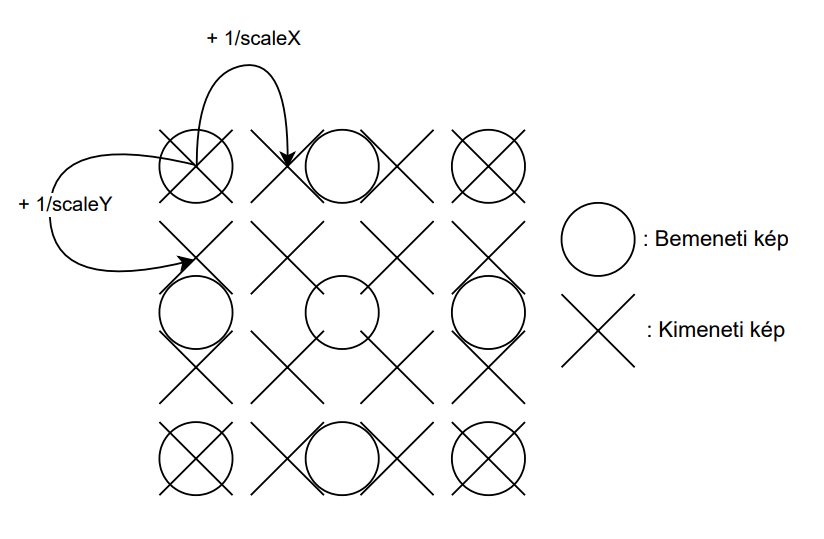 + 1/scaleX
+ 1/scaleY
: Bemeneti kép
: Kimeneti kép